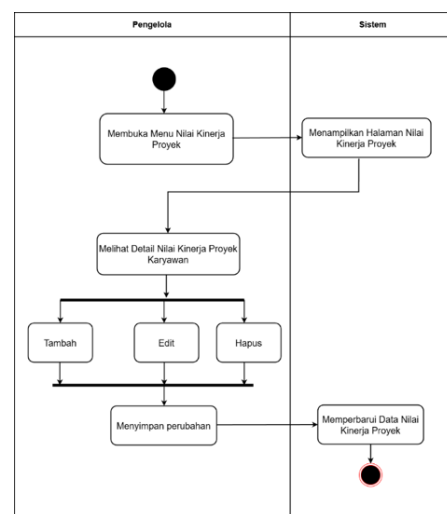 Pengelola
Sistem
Membuka Menu Nilai Kinerja
Proyek
Menampilkan Halaman Nilai
Kinerja Proyek
Melihat Detail Nilai Kinerja Proyek
Karyawan
Tambah
Edit
Hapus
Menyimpan perubahan
Memperbarui Data Nilai
Kinerja Proyek